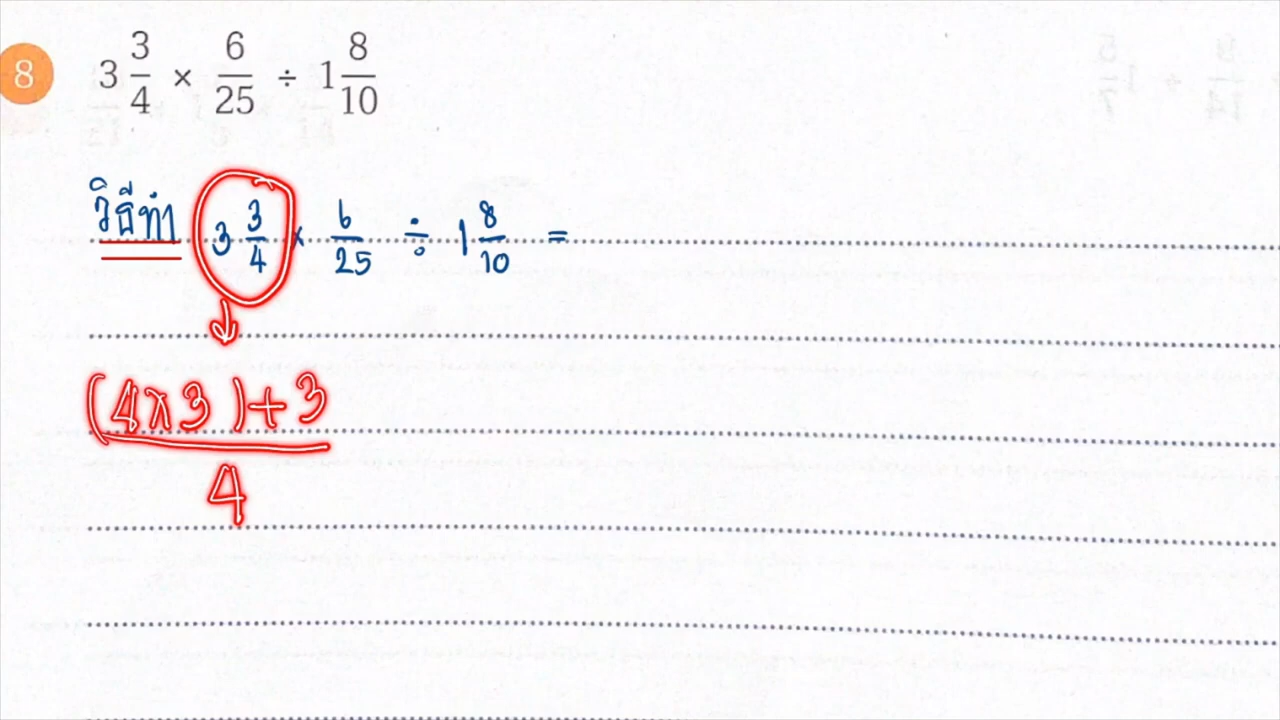 8 3 3/4 × 6/25 ÷ 1 8/10
วิธีทำ 3 3/4 × 6/25 ÷ 1 8/10 =
(4×3)+3
4